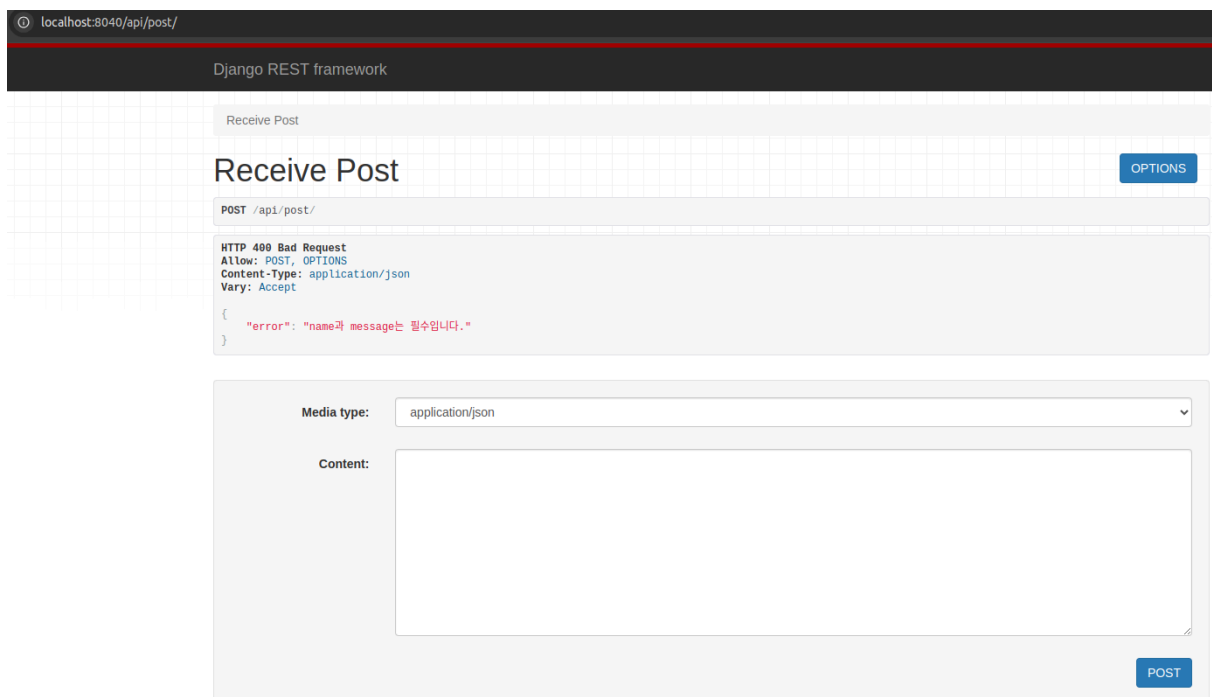 localhost:8040/api/post/
Django REST framework
Receive Post
Receive Post
OPTIONS
POST /api/post/
HTTP 400 Bad Request
Allow: POST, OPTIONS
Content-Type: application/json
Vary: Accept
{
"error": "name과 message는 필수입니다."
}
Media type:
application/json
Content:
POST